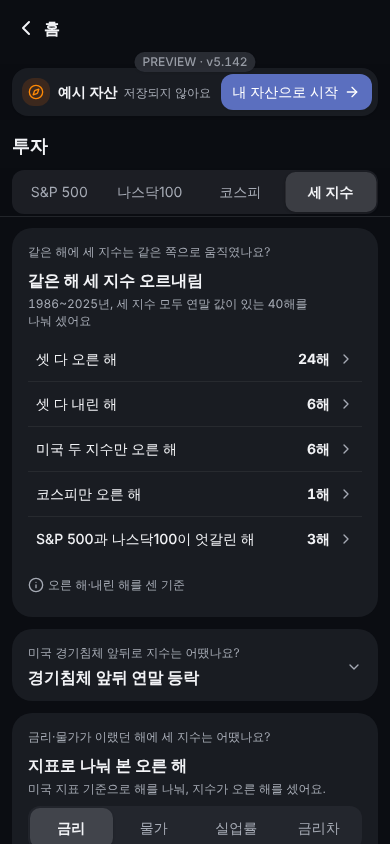 홈
PREVIEW · v5.142
예시 자산 저장되지 않아요 내 자산으로 시작 →
투자
S&P 500 나스닥100 코스피 세 지수
같은 해에 세 지수는 같은 쪽으로 움직였나요?
같은 해 세 지수 오르내림
1986~2025년, 세 지수 모두 연말 값이 있는 40해를
나눠 셌어요
셋 다 오른 해 24해
셋 다 내린 해 6해
미국 두 지수만 오른 해 6해
코스피만 오른 해 1해
S&P 500과 나스닥100이 엇갈린 해 3해
오른 해·내린 해를 센 기준
미국 경기침체 앞뒤로 지수는 어땠나요?
경기침체 앞뒤 연말 등락
금리·물가가 이랬던 해에 세 지수는 어땠나요?
지표로 나눠 본 오른 해
미국 지표 기준으로 해를 나눠, 지수가 오른 해를 셌어요.
금리 물가 실업률 금리차